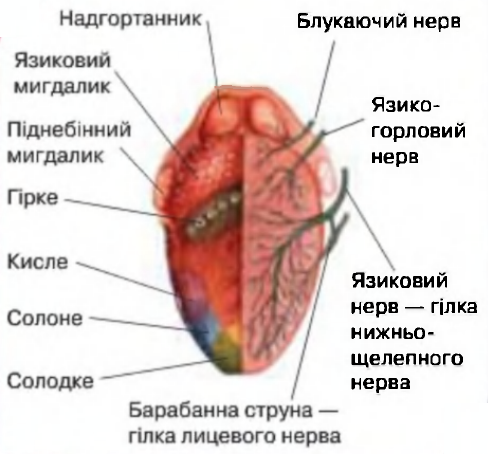 Надгортанник
Язиковий
мигдалик
Піднебінний
мигдалик
Гірке
Кисле
Солоне
Солодке
Барабанна струна —
гілка лицевого нерва
Блукаючий нерв
Язико-
горловий
нерв
Язиковий
нерв — гілка
нижньо-
щелепного
нерва